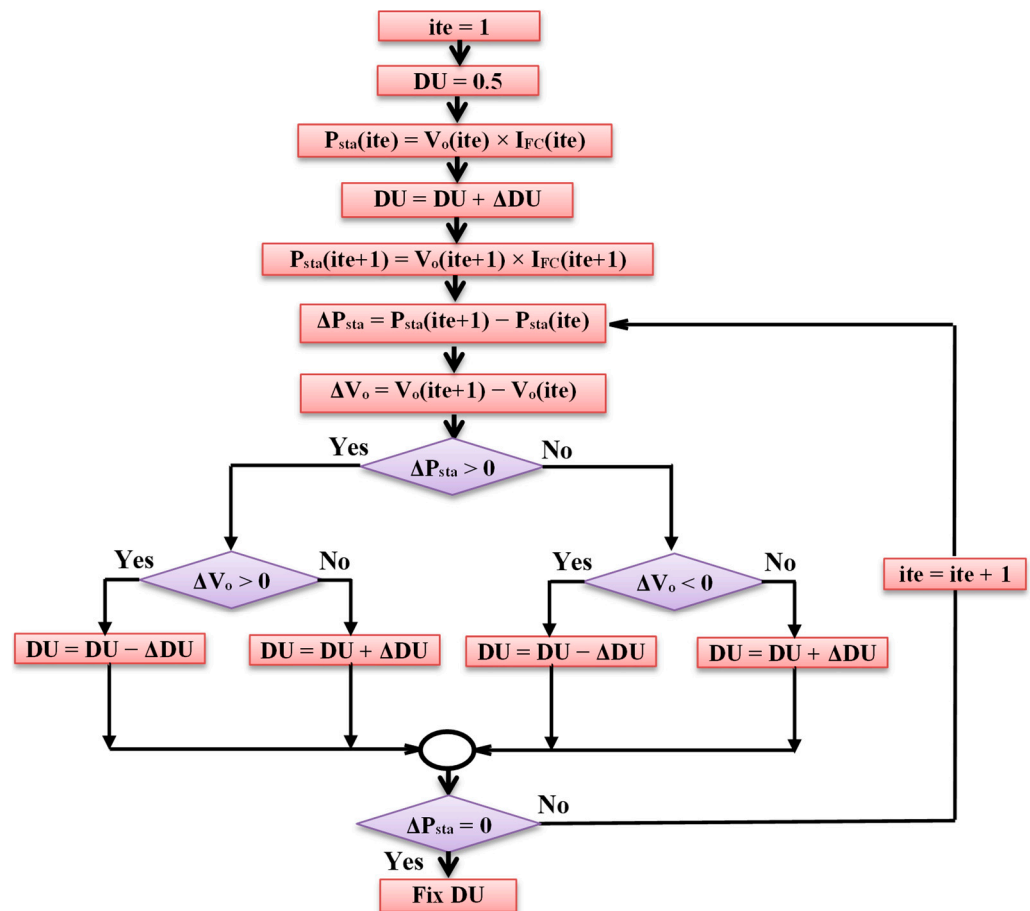 ite = 1
DU = 0.5
Pₛₜₐ(ite) = Vₒ(ite) × I_FC(ite)
DU = DU + ΔDU
Pₛₜₐ(ite+1) = Vₒ(ite+1) × I_FC(ite+1)
ΔPₛₜₐ = Pₛₜₐ(ite+1) − Pₛₜₐ(ite)
ΔVₒ = Vₒ(ite+1) − Vₒ(ite)
Yes
No
ΔPₛₜₐ > 0
Yes
No
Yes
No
ΔVₒ > 0
ΔVₒ < 0
ite = ite + 1
DU = DU − ΔDU
DU = DU + ΔDU
DU = DU − ΔDU
DU = DU + ΔDU
ΔPₛₜₐ = 0
No
Yes
Fix DU